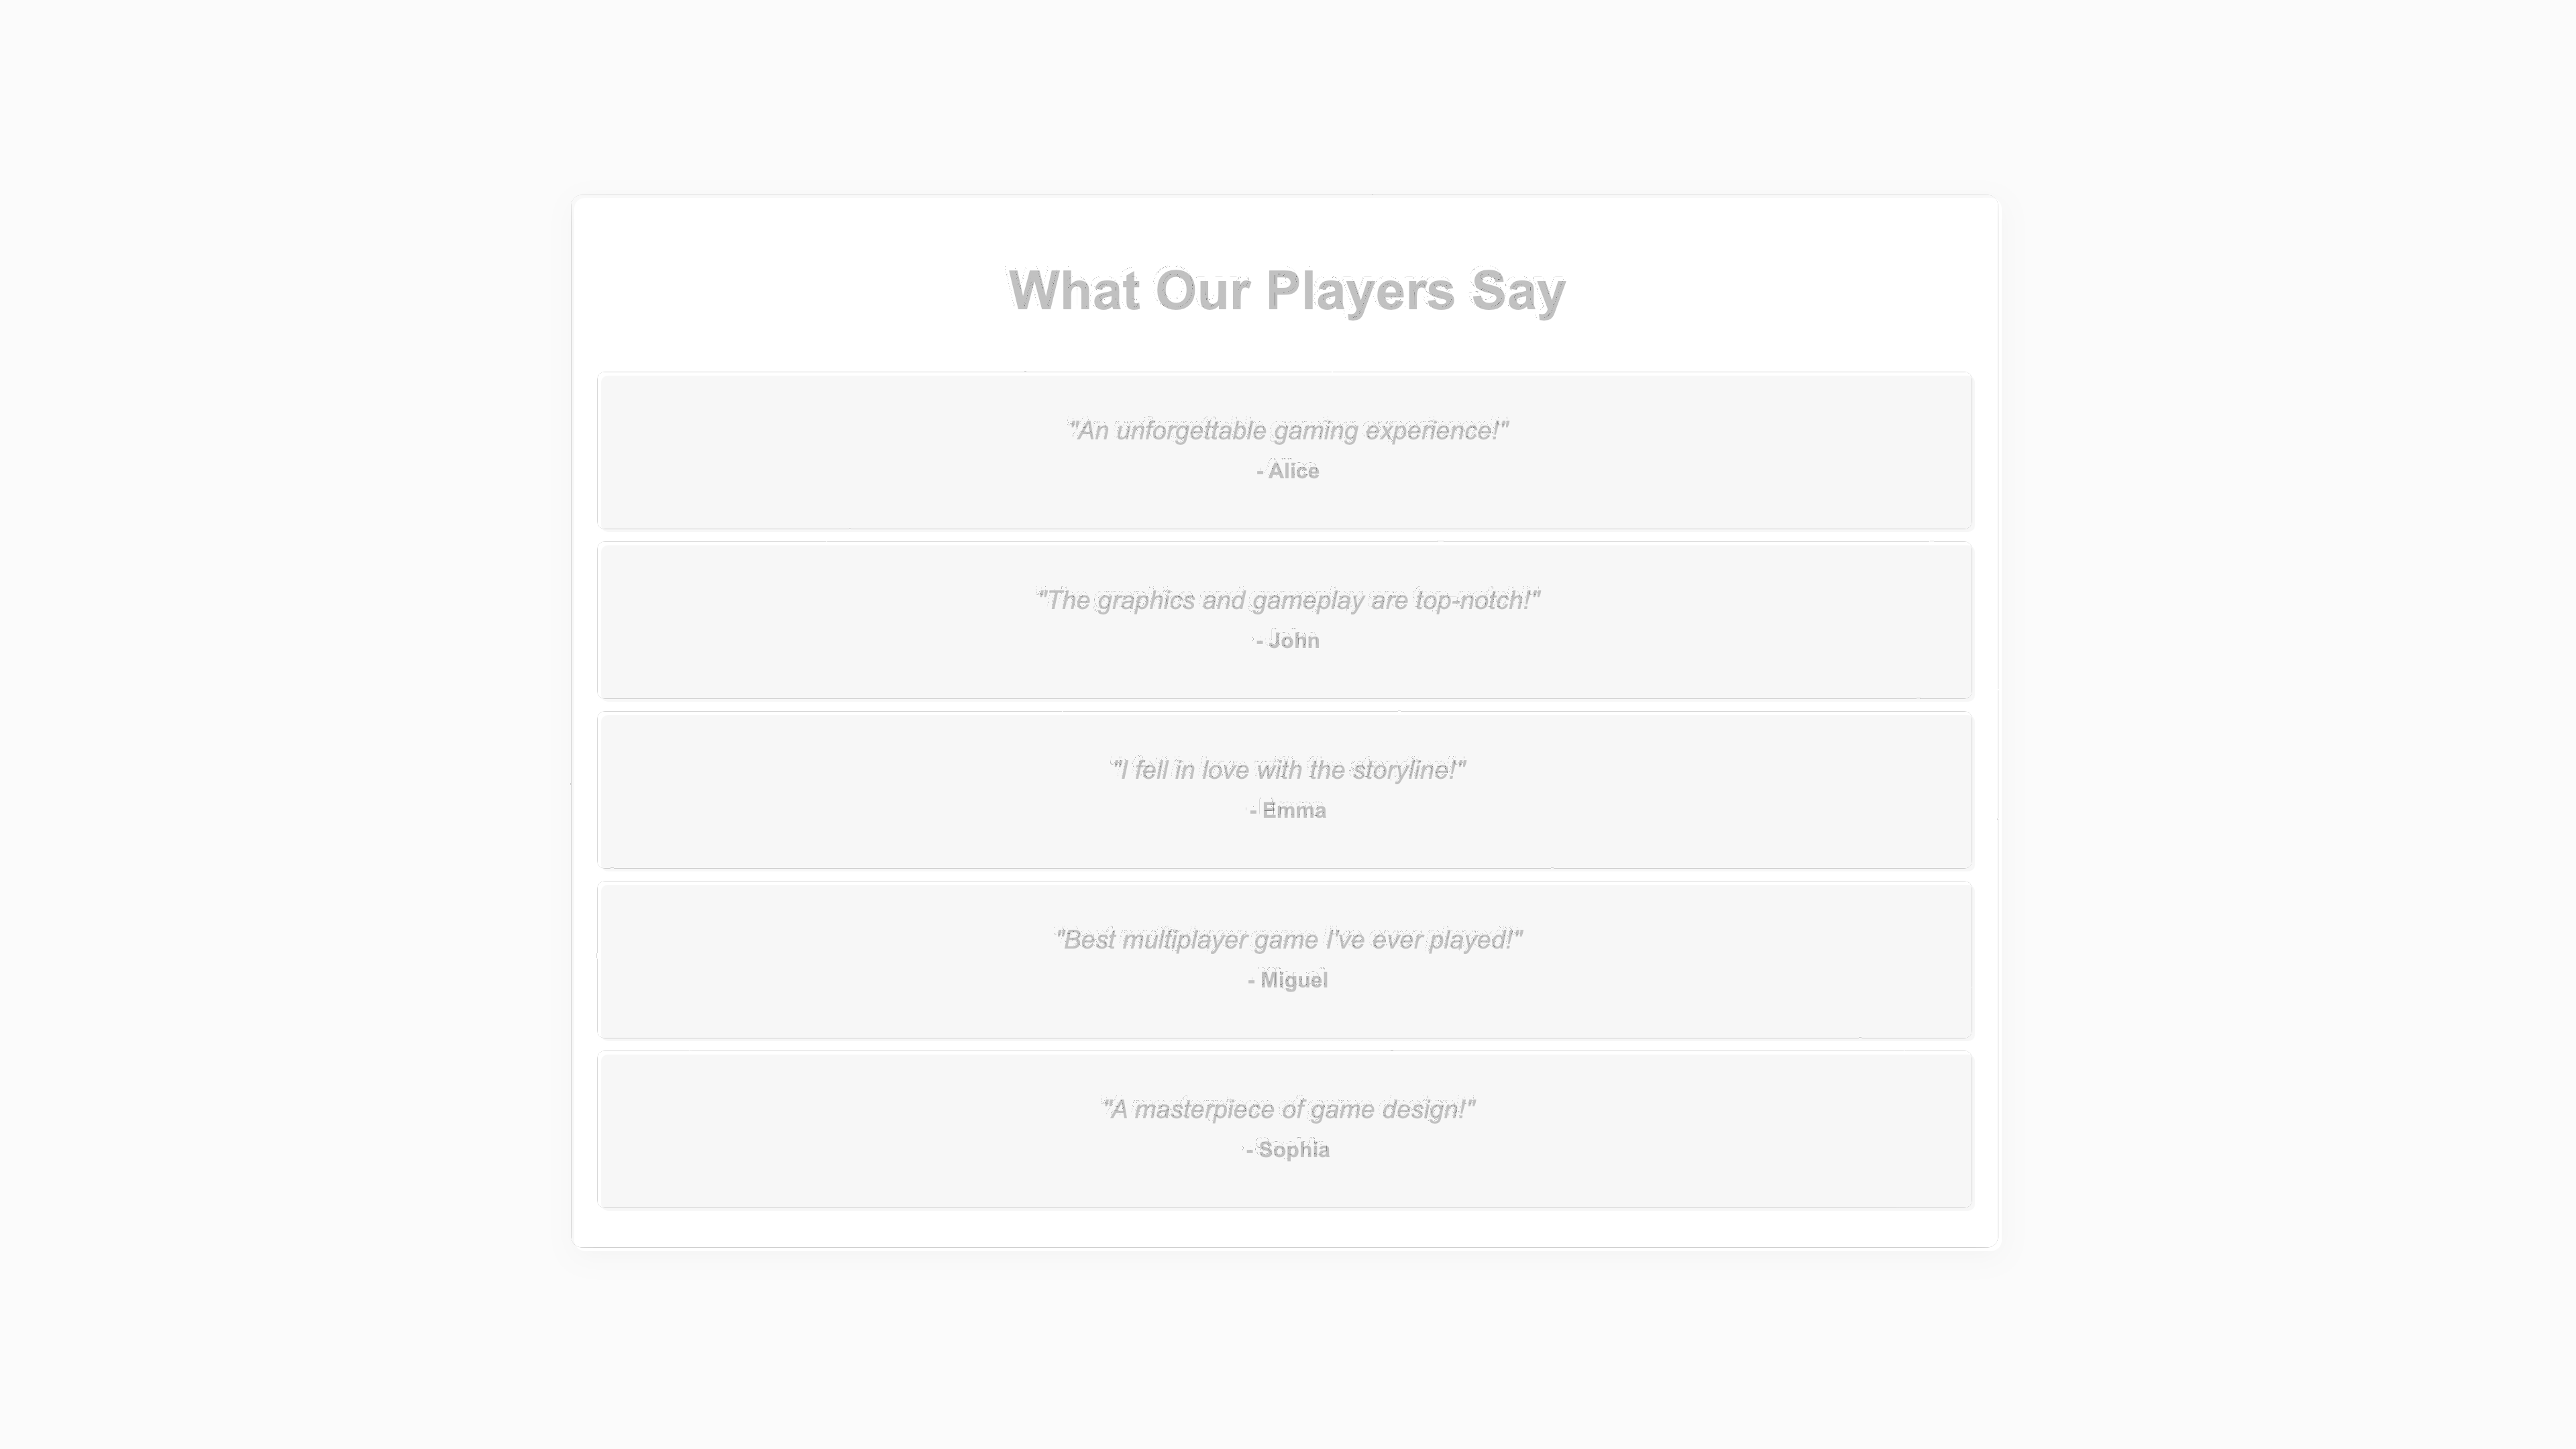 What Our Players Say
"An unforgettable gaming experience!"
- Alice
"The graphics and gameplay are top-notch!"
- John
"I fell in love with the storyline!"
- Emma
"Best multiplayer game I've ever played!"
- Miguel
"A masterpiece of game design!"
- Sophia